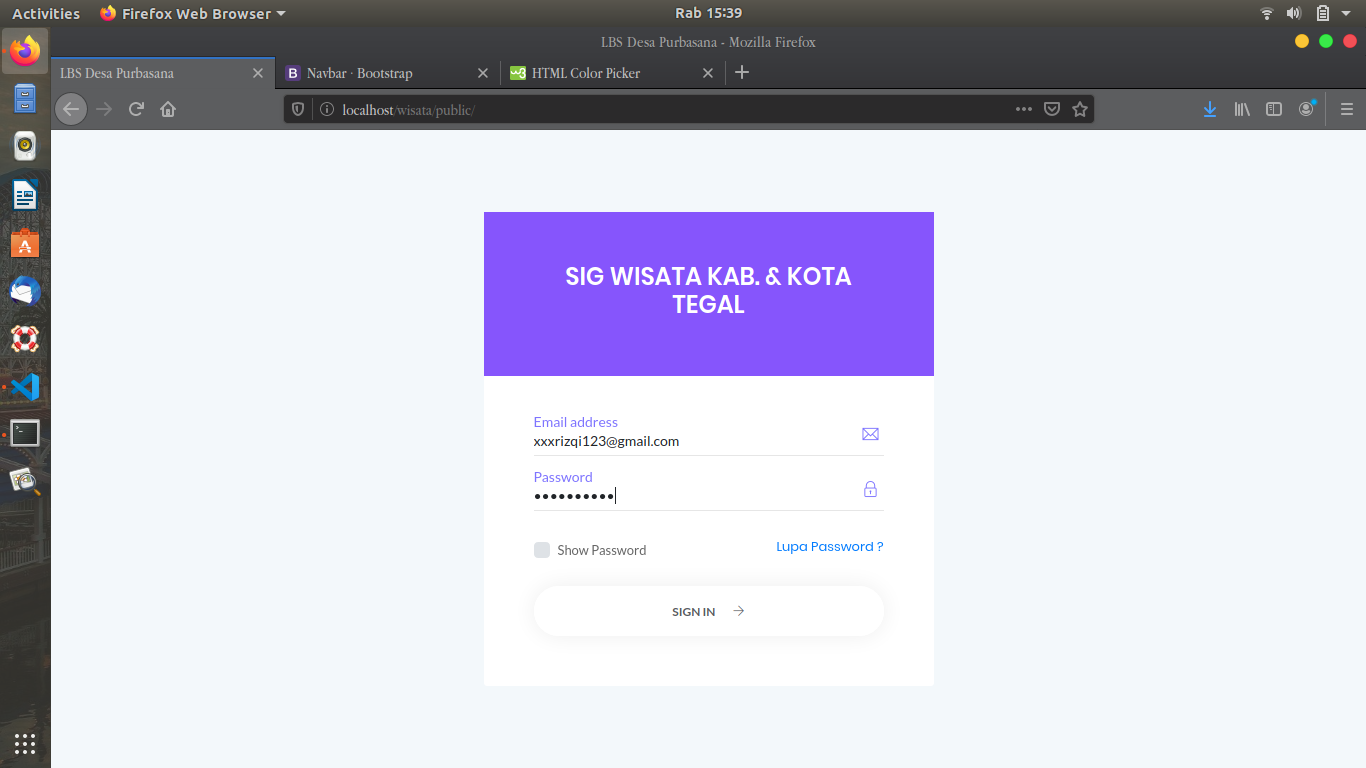 Activities
Firefox Web Browser
Rab 15:39
LBS Desa Purbasana - Mozilla Firefox
LBS Desa Purbasana
B Navbar · Bootstrap
HTML Color Picker
localhost/wisata/public/
SIG WISATA KAB. & KOTA
TEGAL
Email address
xxxrizqi123@gmail.com
Password
••••••••••
Show Password
Lupa Password ?
SIGN IN